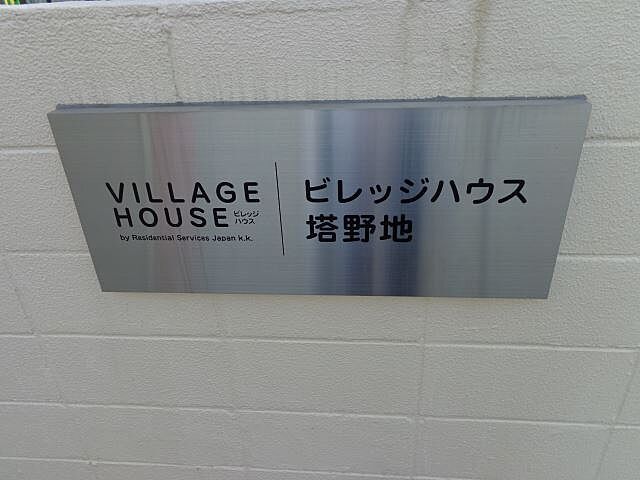 VILLAGE
HOUSE ビレッジ
ハウス
by Residential Services Japan k.k.
ビレッジハウス
塔野地